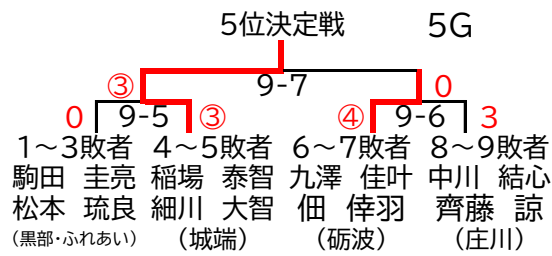 5位決定戦 5G
③ 9-7 0
0 9-5 ③ ④ 9-6 3
1～3敗者 4～5敗者 6～7敗者 8～9敗者
駒田 圭亮 稲場 泰智 九澤 佳叶 中川 結心
松本 琉良 細川 大智 佃 倖羽 齊藤 諒
(黒部・ふれあい) (城端) (砺波) (庄川)